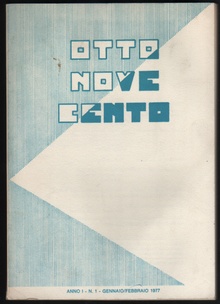 OTTO
NOVE
CENTO
ANNO I - N. 1 - GENNAIO/FEBBRAIO 1977